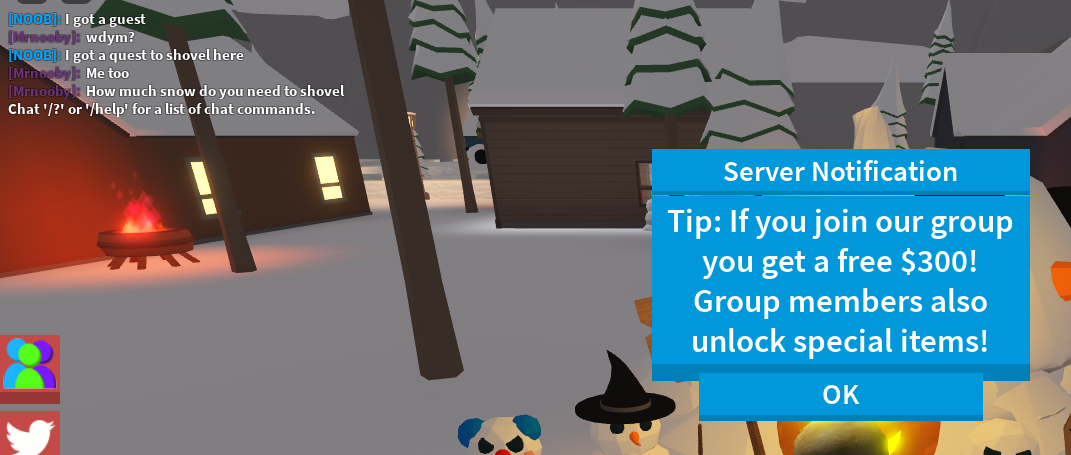 [NOOB]: I got a guest
[Mrnooby]: wdym?
[NOOB]: I got a quest to shovel here
[Mrnooby]: Me too
[Mrnooby]: How much snow do you need to shovel
Chat '/?' or '/help' for a list of chat commands.
Server Notification
Tip: If you join our group
you get a free $300!
Group members also
unlock special items!
OK